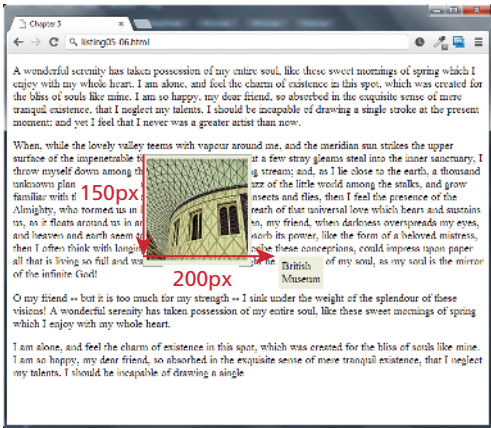 Chapter5
listing05-06.html
A wonderful serenity has taken possession of my entire soul, like these sweet mornings of spring which I
enjoy with my whole heart. I am alone, and feel the charm of existence in this spot, which was created for
the bliss of souls like mine. I am so happy, my dear friend, so absorbed in the exquisite sense of mere
tranquil existence, that I neglect my talents. I should be incapable of drawing a single stroke at the present
moment; and yet I feel that I never was a greater artist than now.
When, while the lovely valley teems with vapour around me, and the meridian sun strikes the upper
surface of the impenetrable a few stray gleams steal into the inner sanctuary, I
throw myself down among stream; and, as I lie close to the earth, a thousand
unknown of the little world among the stalks, and grow
familiar with and flies, then I feel the presence of the
Almighty, who formed us in of that universal love which bears and sustains
us, as it floats around us in my friend, when darkness overspreads my eyes,
and heaven and earth seem its power, like the form of a beloved mistress,
then I often think with these conceptions, could impress upon paper
all that is living so full and of my soul, as my soul is the mirror
of the infinite God!
150px
200px
British
Museum
O my friend -- but it is too much for my strength -- I sink under the weight of the splendour of these
visions! A wonderful serenity has taken possession of my entire soul, like these sweet mornings of spring
which I enjoy with my whole heart.
I am alone, and feel the charm of existence in this spot, which was created for the bliss of souls like mine.
I am so happy, my dear friend, so absorbed in the exquisite sense of mere tranquil existence, that I neglect
my talents. I should be incapable of drawing a single